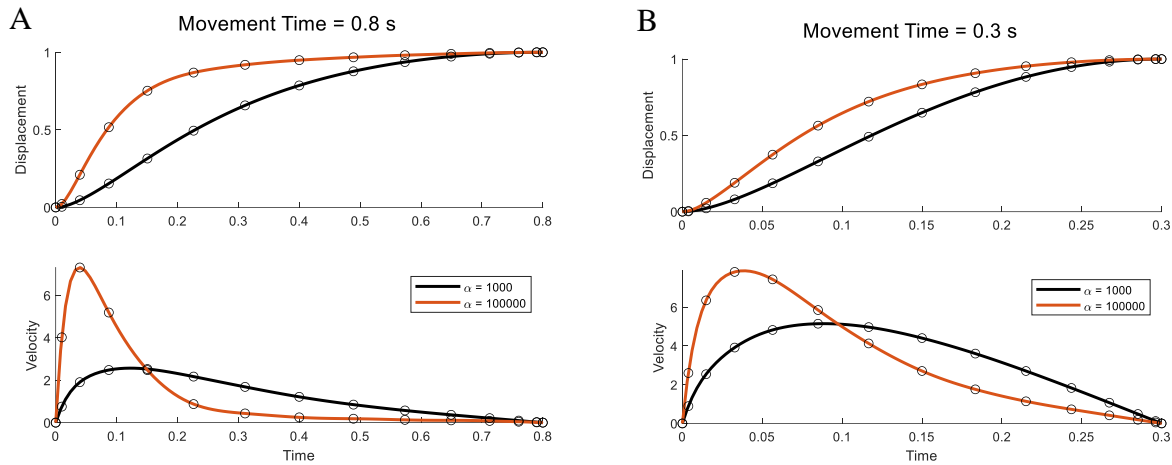 A
Movement Time = 0.8 s
Displacement
1
0.5
0
0 0.1 0.2 0.3 0.4 0.5 0.6 0.7 0.8
Velocity
6
4
2
0
α = 1000
α = 100000
0 0.1 0.2 0.3 0.4 0.5 0.6 0.7 0.8
Time
B
Movement Time = 0.3 s
Displacement
1
0.5
0
0 0.05 0.1 0.15 0.2 0.25 0.3
Velocity
6
4
2
0
α = 1000
α = 100000
0 0.05 0.1 0.15 0.2 0.25 0.3
Time